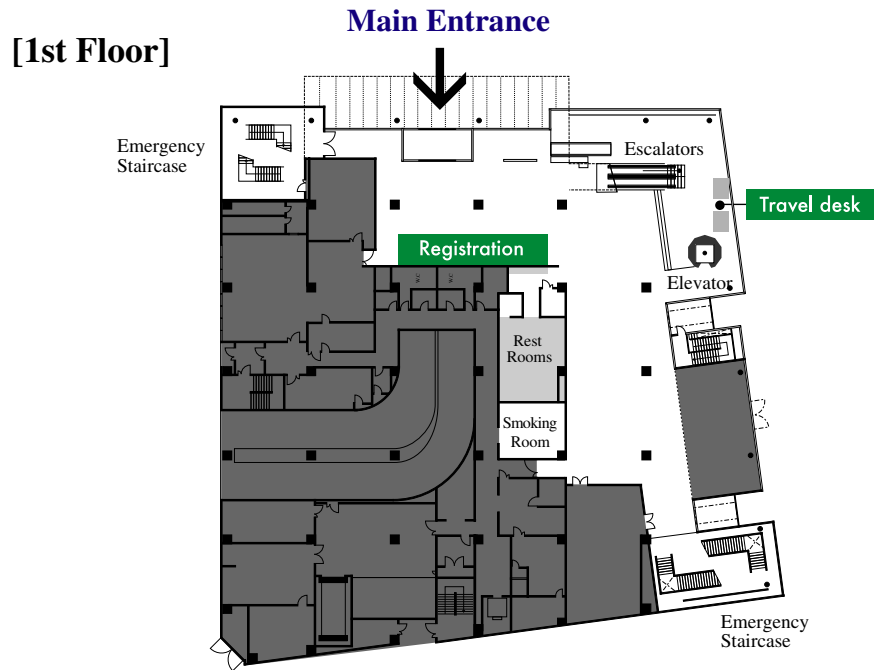 Main Entrance
[1st Floor]
Emergency
Staircase
Escalators
Travel desk
Registration
W.C
W.C
Elevator
Rest
Rooms
Smoking
Room
Emergency
Staircase